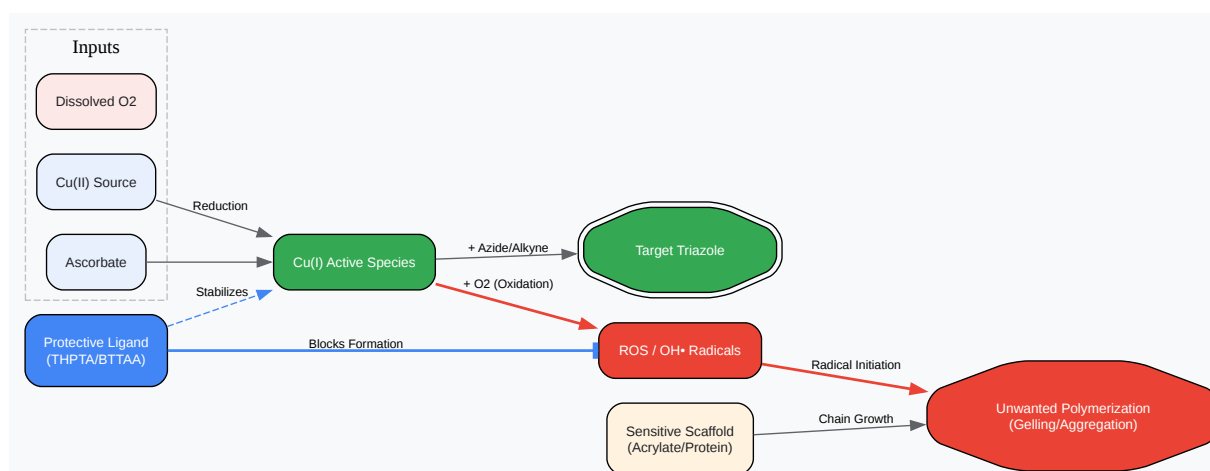 Inputs
Dissolved O2
Cu(II) Source
Reduction
Ascorbate
Cu(I) Active Species
+ Azide/Alkyne
Target Triazole
+ O2 (Oxidation)
Stabilizes
Protective Ligand
(THPTA/BTTAA)
Blocks Formation
ROS / OH• Radicals
Radical Initiation
Sensitive Scaffold
(Acrylate/Protein)
Chain Growth
Unwanted Polymerization
(Gelling/Aggregation)